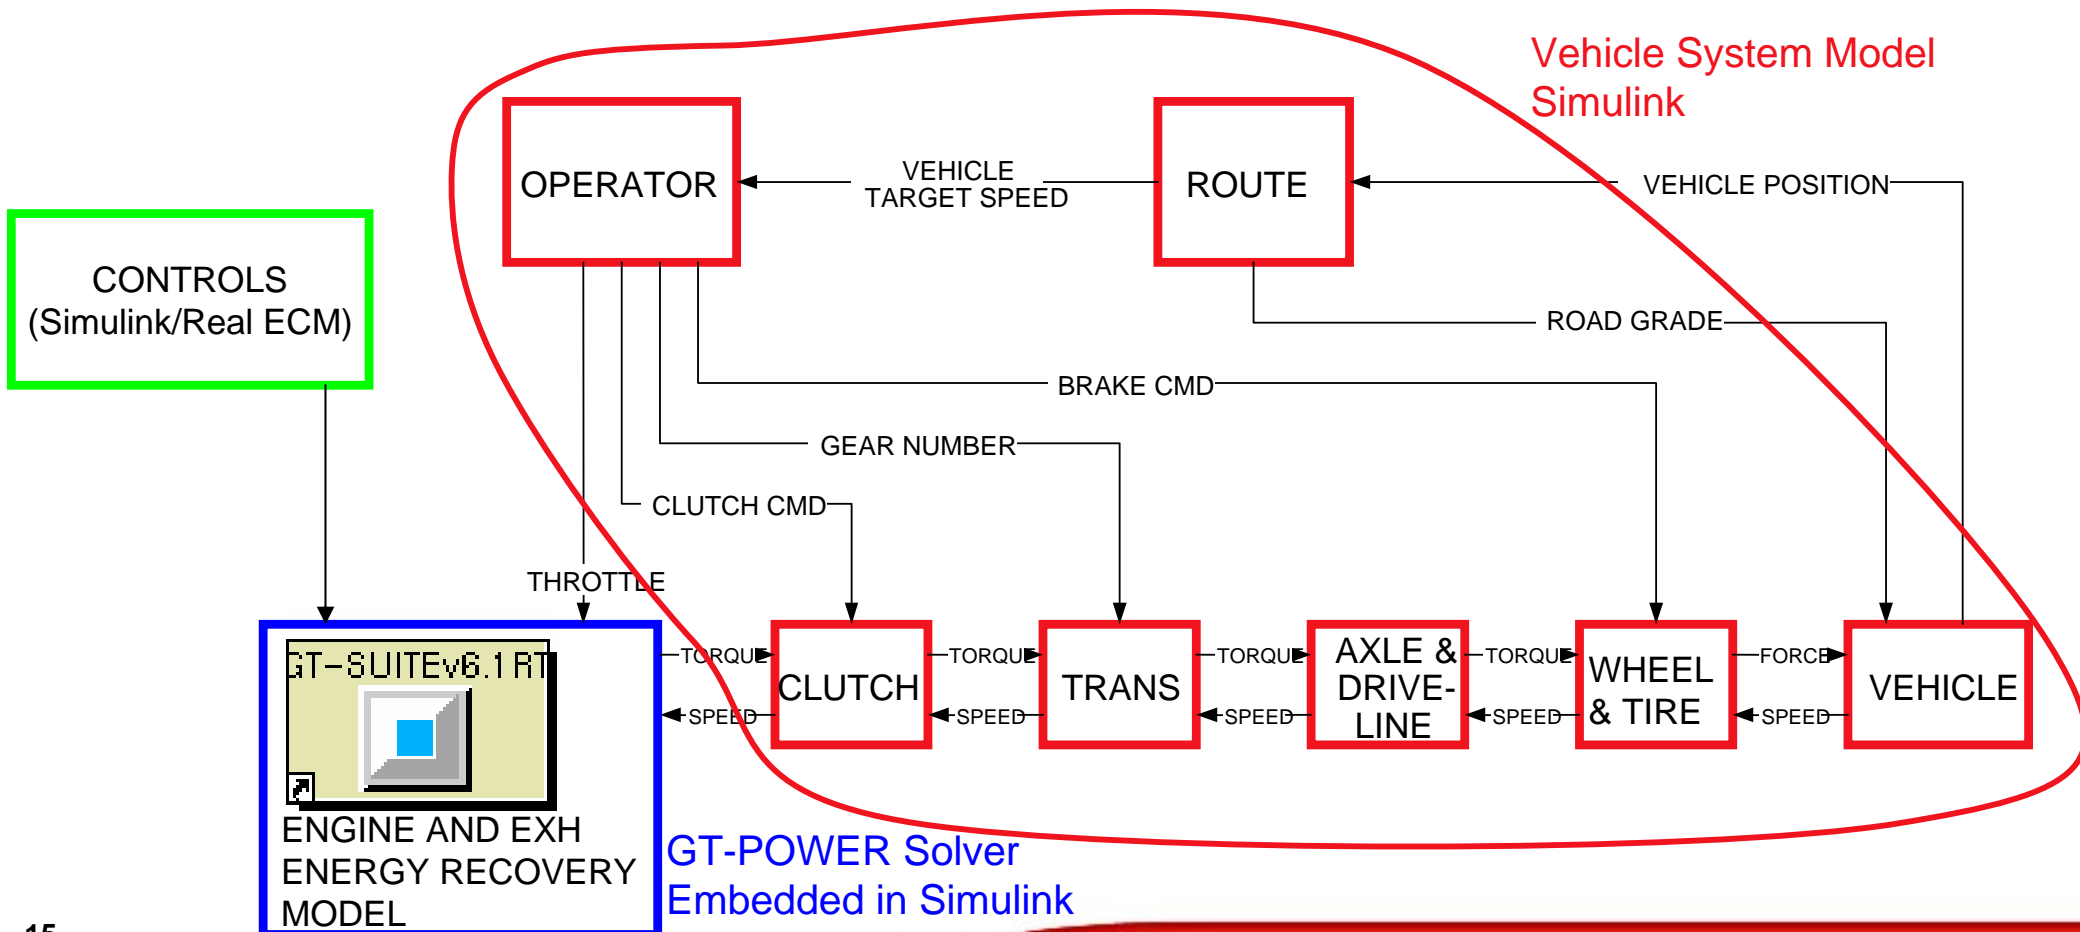 Vehicle System Model
Simulink
OPERATOR
VEHICLE
TARGET SPEED
ROUTE
VEHICLE POSITION
CONTROLS
(Simulink/Real ECM)
ROAD GRADE
BRAKE CMD
GEAR NUMBER
CLUTCH CMD
THROTTLE
GT-SUITEv6.1 RT
ENGINE AND EXH
ENERGY RECOVERY
MODEL
TORQUE
SPEED
CLUTCH
TORQUE
SPEED
TRANS
TORQUE
SPEED
AXLE &
DRIVE-
LINE
TORQUE
SPEED
WHEEL
& TIRE
FORCE
SPEED
VEHICLE
GT-POWER Solver
Embedded in Simulink
15